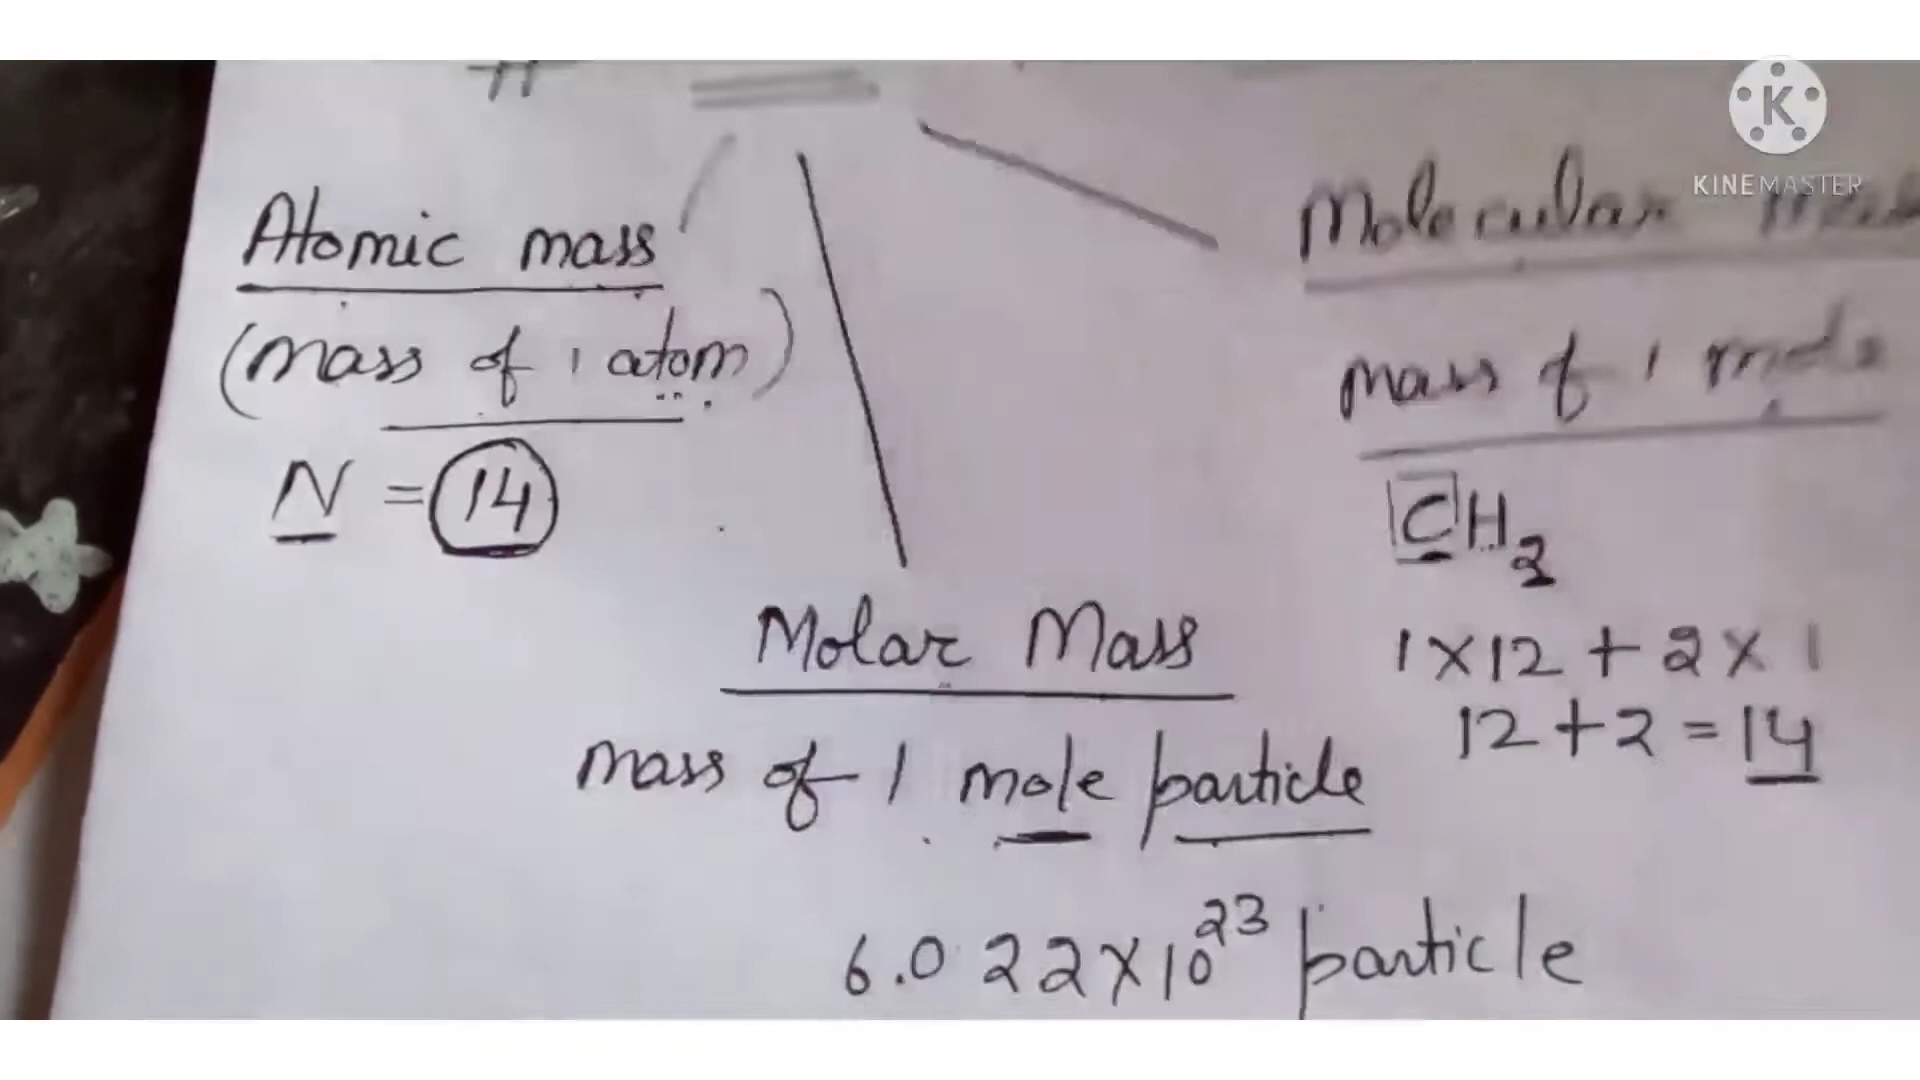 KINEMASTER
Atomic mass
(mass of 1 atom)
N = 14
Molecular
mass of 1
CH2
1 x 12 + 2 x 1
12 + 2 = 14
Molar Mass
mass of 1 mole particle
6.022 x 10^23 particle